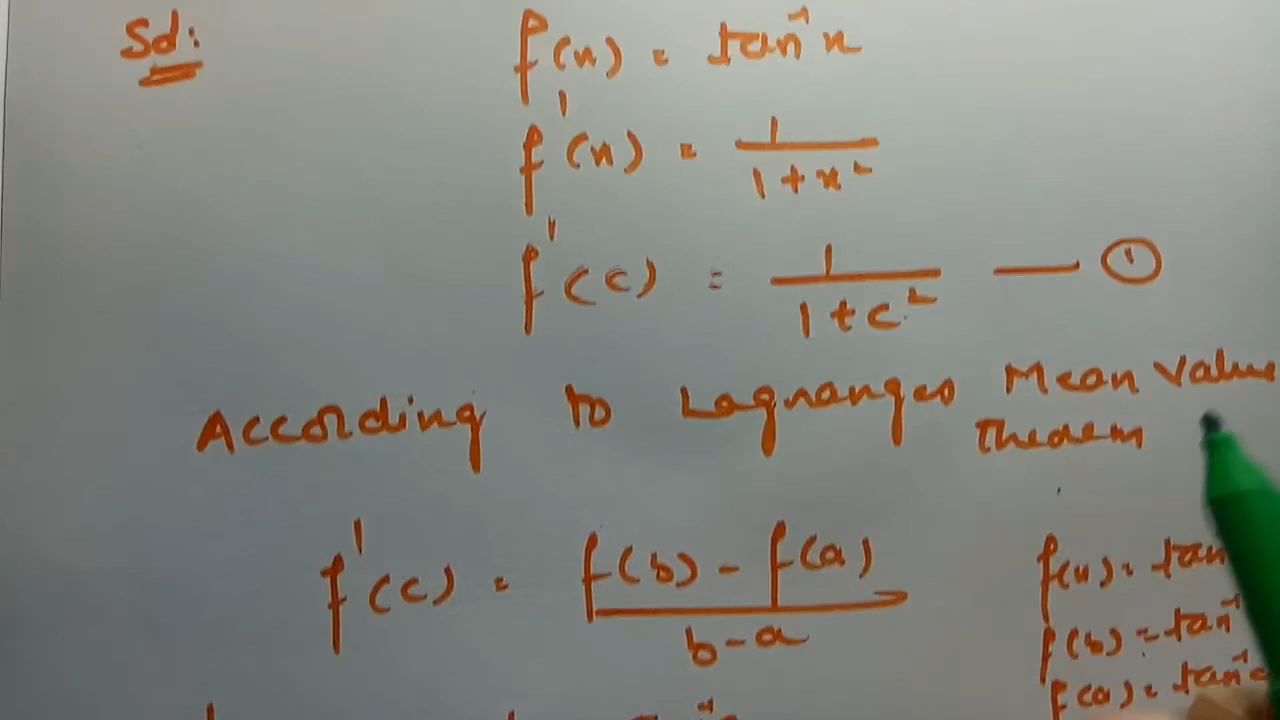 Sol:
f(x) = tan⁻¹x
f'(x) = 1/(1+x²)
f'(c) = 1/(1+c²) — ①
According to Lagranges Mean Value
Theorem
f'(c) = (f(b) - f(a))/(b-a)
f(x) = tan
f(b) = tan⁻¹
f(a) = tan⁻¹